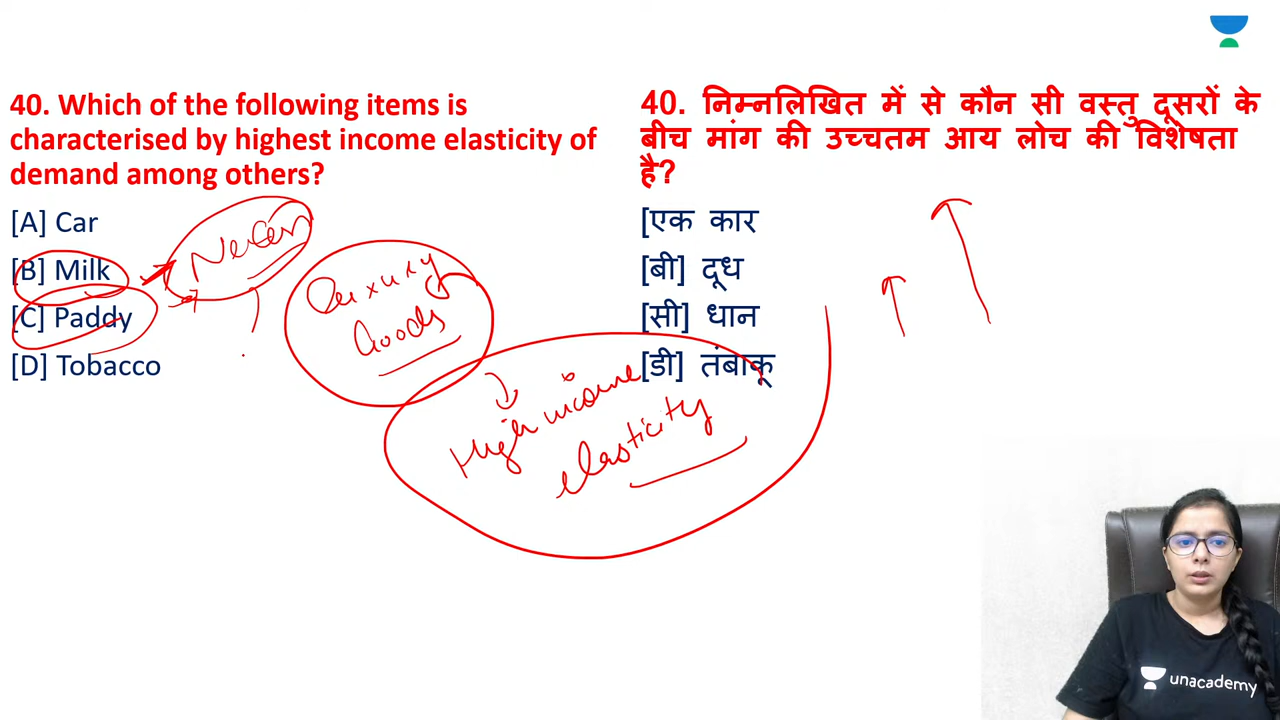 40. Which of the following items is
characterised by highest income elasticity of
demand among others?
[A] Car
[B] Milk
[C] Paddy
[D] Tobacco
Luxury
Goods
High income
elasticity
40. निम्नलिखित में से कौन सी वस्तु दूसरों के
बीच मांग की उच्चतम आय लोच की विशेषता
है?
[एक कार
[बी] दूध
[सी] धान
[डी] तंबाकू
unacademy